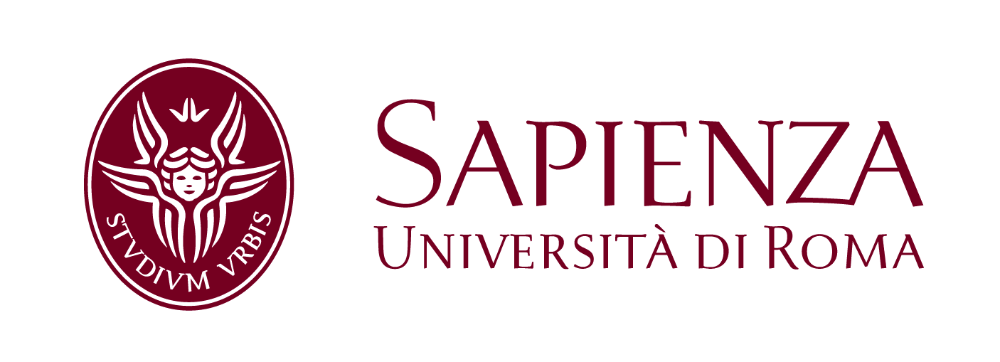 STVDIVM VRBIS
SAPIENZA
UNIVERSITÀ DI ROMA